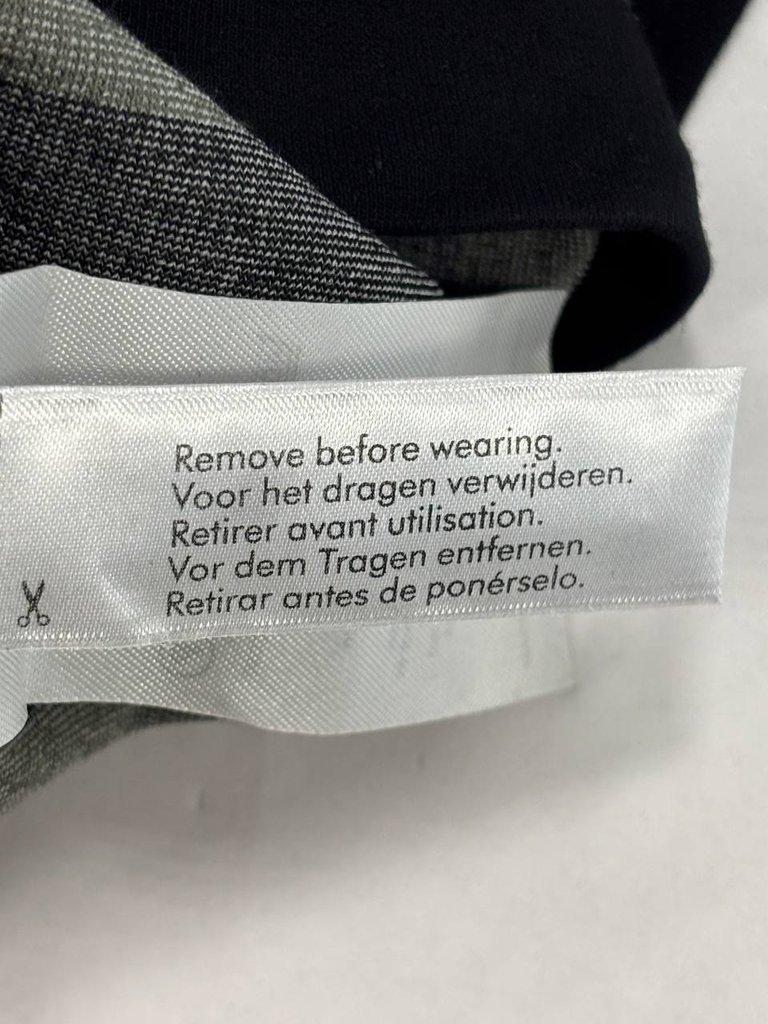 Remove before wearing.
Voor het dragen verwijderen.
Retirer avant utilisation.
Vor dem Tragen entfernen.
Retirar antes de ponérselo.